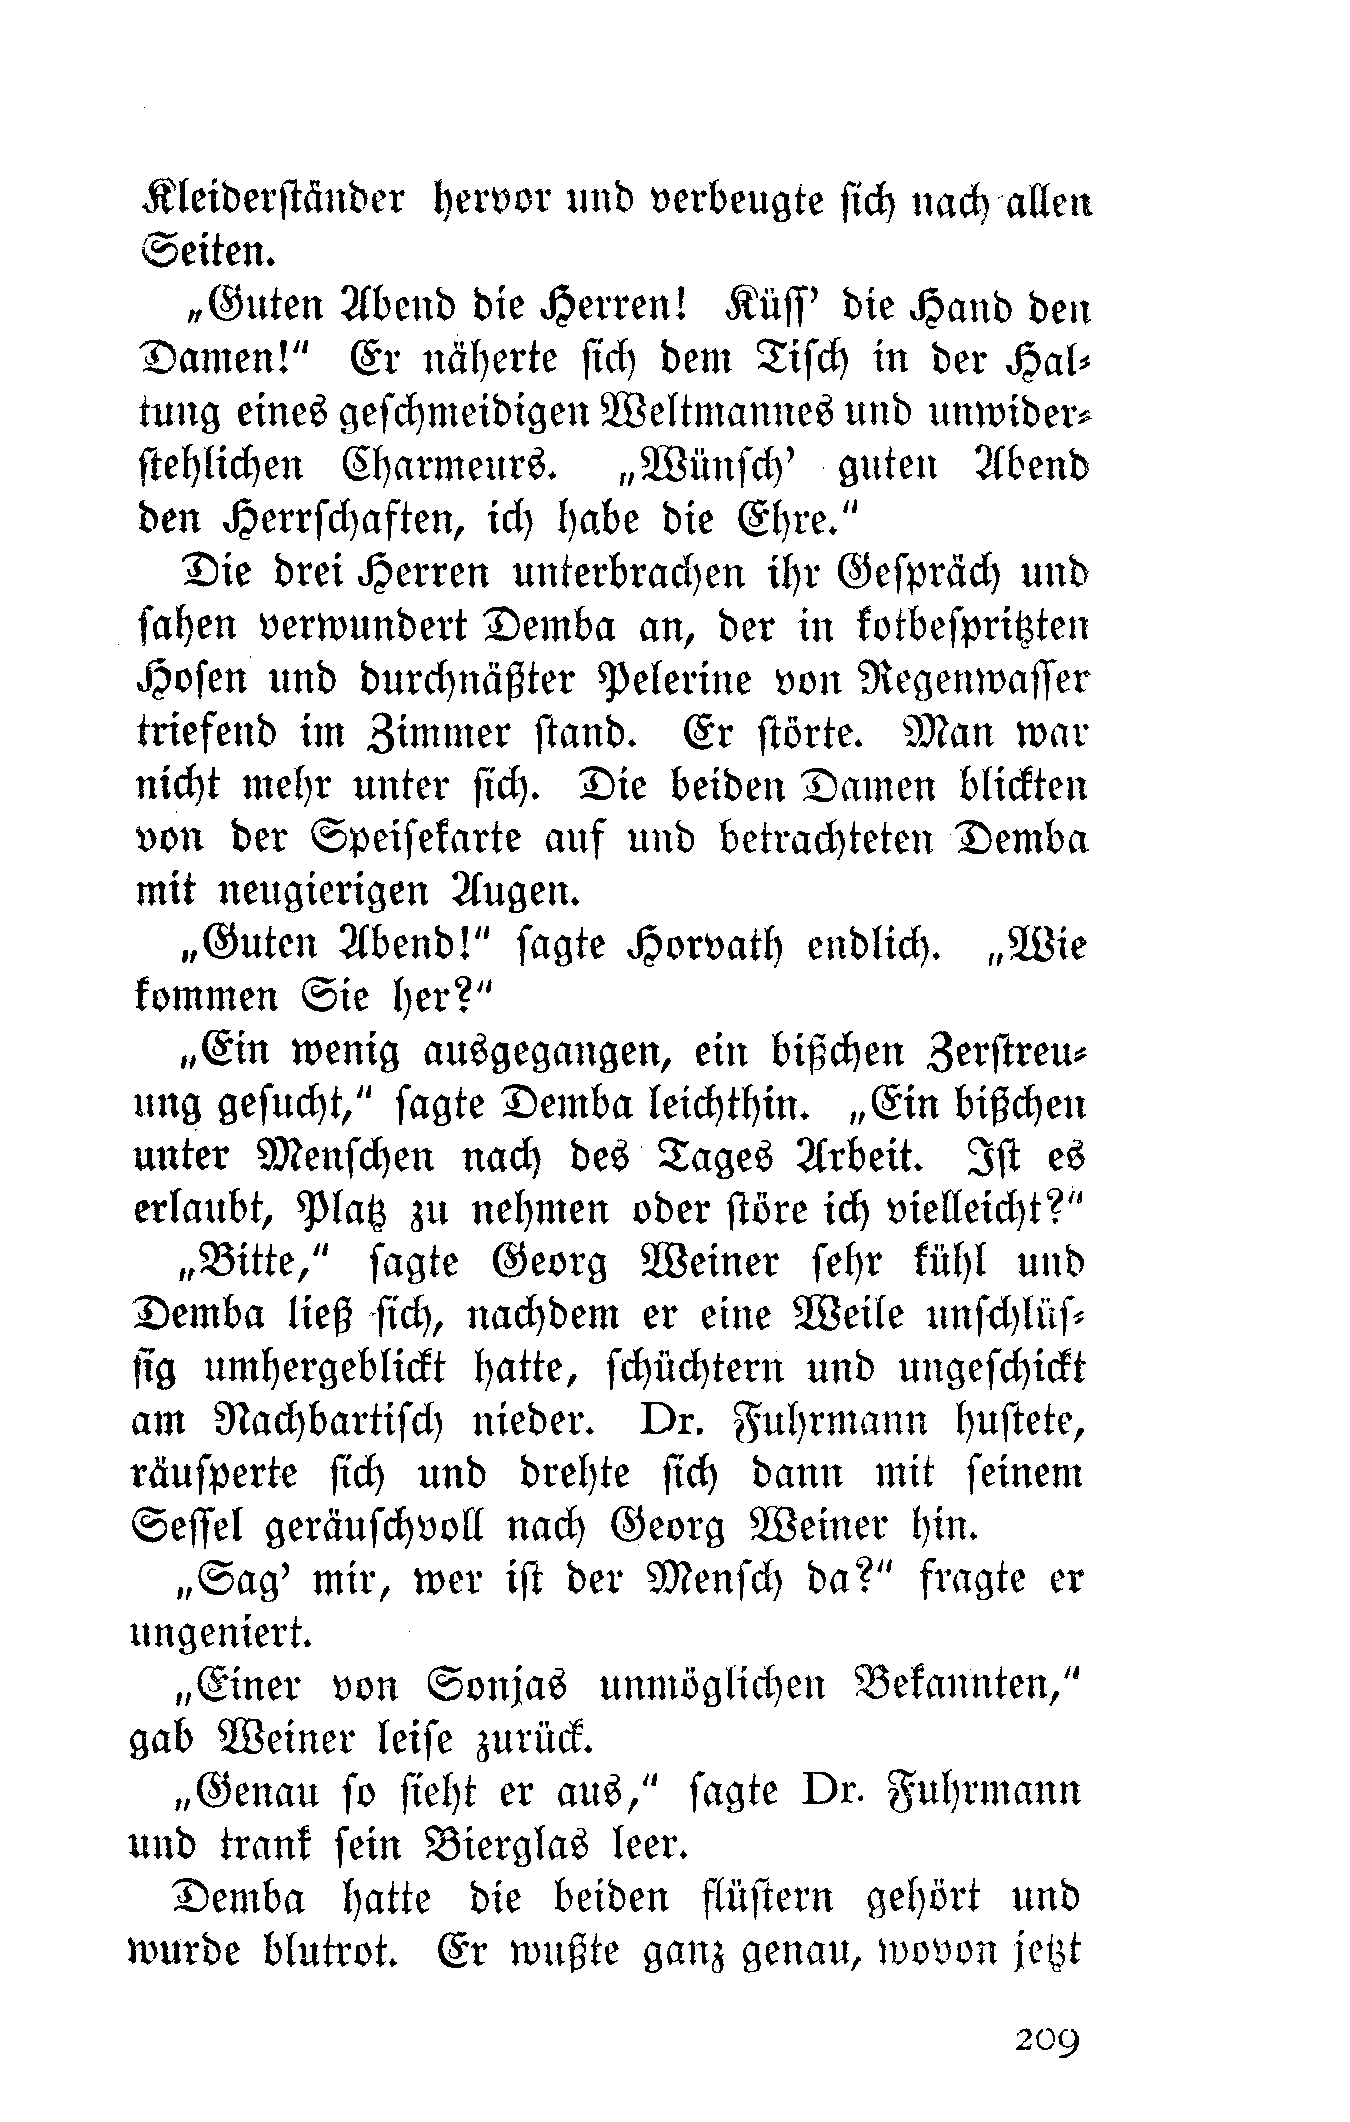 Kleiderständer hervor und verbeugte sich nach allen
Seiten.
„Guten Abend die Herren! Küss’ die Hand den
Damen!“ Er näherte sich dem Tisch in der Hal-
tung eines geschmeidigen Weltmannes und unwider-
stehlichen Charmeurs. „Wünsch’ guten Abend
den Herrschaften, ich habe die Ehre.“
Die drei Herren unterbrachen ihr Gespräch und
sahen verwundert Demba an, der in kotbespritzten
Hosen und durchnäßter Pelerine von Regenwasser
triefend im Zimmer stand. Er störte. Man war
nicht mehr unter sich. Die beiden Damen blickten
von der Speisekarte auf und betrachteten Demba
mit neugierigen Augen.
„Guten Abend!“ sagte Horvath endlich. „Wie
kommen Sie her?“
„Ein wenig ausgegangen, ein bißchen Zerstreu-
ung gesucht,“ sagte Demba leichthin. „Ein bißchen
unter Menschen nach des Tages Arbeit. Ist es
erlaubt, Platz zu nehmen oder störe ich vielleicht?“
„Bitte,“ sagte Georg Weiner sehr kühl und
Demba ließ sich, nachdem er eine Weile unschlüs-
sig umhergeblickt hatte, schüchtern und ungeschickt
am Nachbartisch nieder. Dr. Fuhrmann hustete,
räusperte sich und drehte sich dann mit seinem
Sessel geräuschvoll nach Georg Weiner hin.
„Sag’ mir, wer ist der Mensch da?“ fragte er
ungeniert.
„Einer von Sonjas unmöglichen Bekannten,“
gab Weiner leise zurück.
„Genau so sieht er aus,“ sagte Dr. Fuhrmann
und trank sein Bierglas leer.
Demba hatte die beiden flüstern gehört und
wurde blutrot. Er wußte ganz genau, wovon jetzt
209